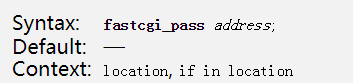 Syntax: fastcgi_pass address;
Default: —
Context: location, if in location